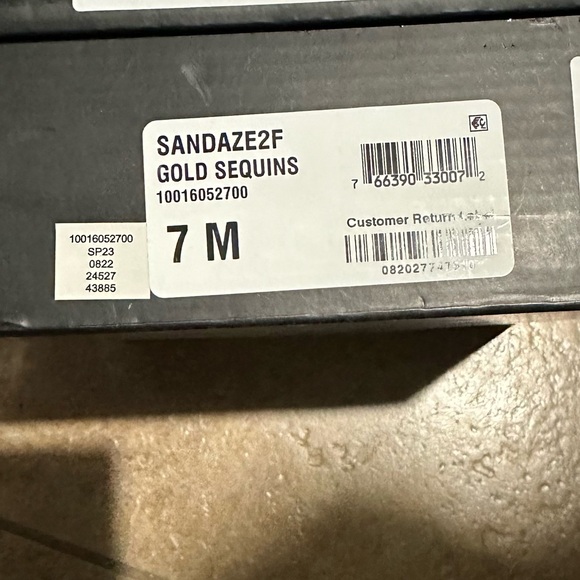 SANDAZE2F
GOLD SEQUINS
10016052700
7 M
7 66390 33007 2
Customer Return
10016052700
SP23
0822
24527
43885